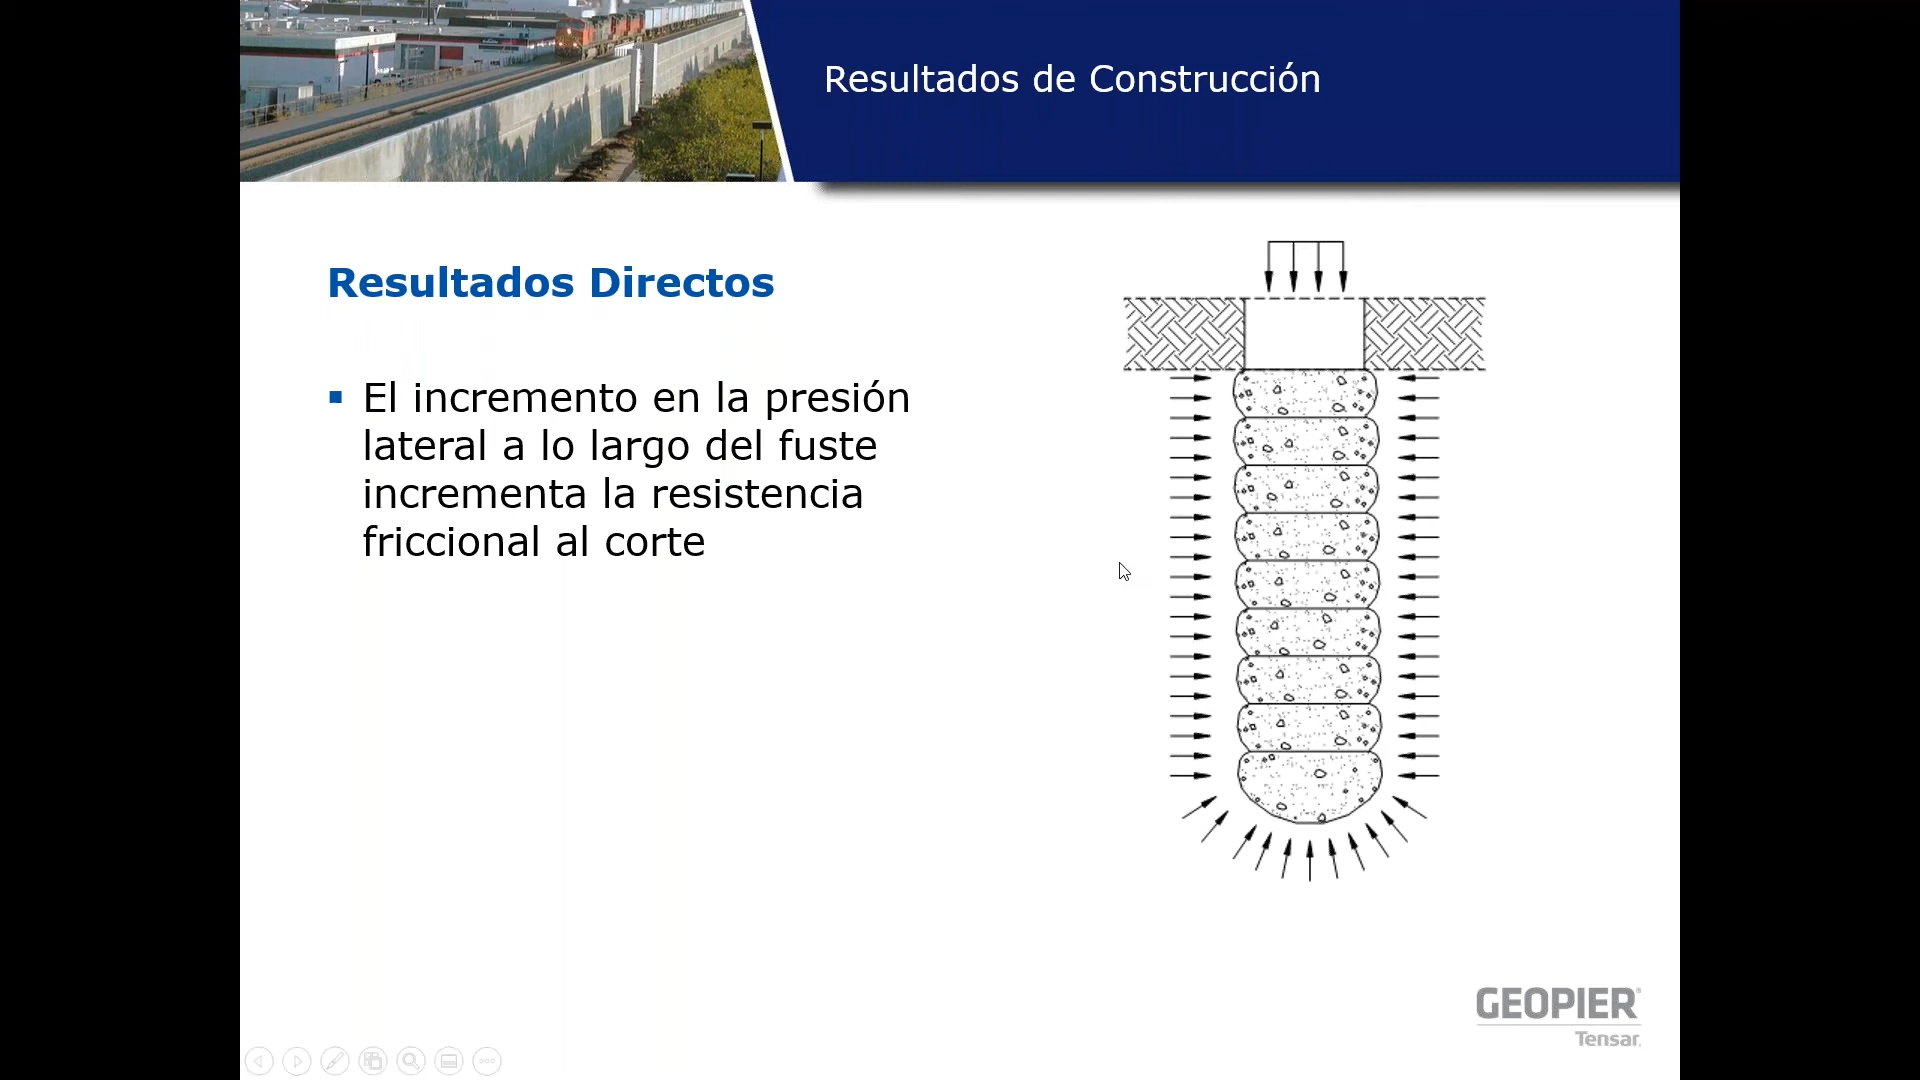 Resultados de Construcción
Resultados Directos
El incremento en la presión
lateral a lo largo del fuste
incrementa la resistencia
friccional al corte
GEOPIER®
Tensar.